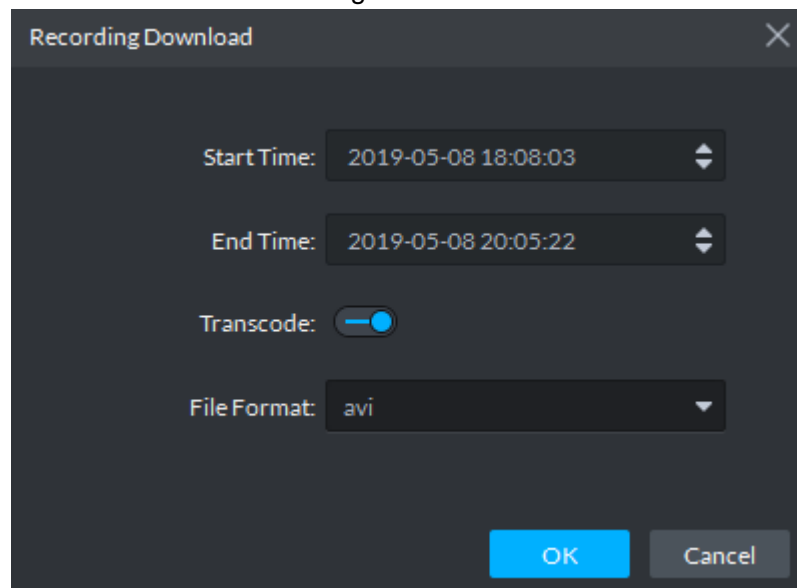 Recording Download
Start Time: 2019-05-08 18:08:03
End Time: 2019-05-08 20:05:22
Transcode:
File Format: avi
OK Cancel